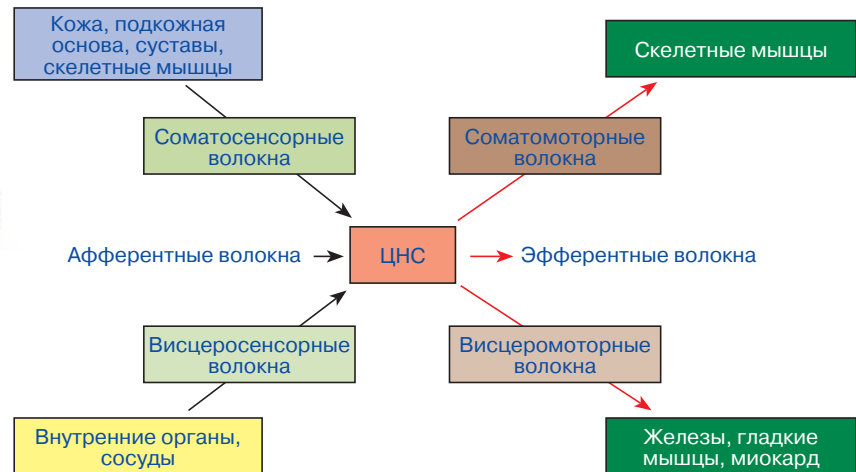 Кожа, подкожная
основа, суставы,
скелетные мышцы
Скелетные мышцы
Соматосенсорные
волокна
Соматомоторные
волокна
Афферентные волокна
ЦНС
Эфферентные волокна
Висцеросенсорные
волокна
Висцеромоторные
волокна
Внутренние органы,
сосуды
Железы, гладкие
мышцы, миокард